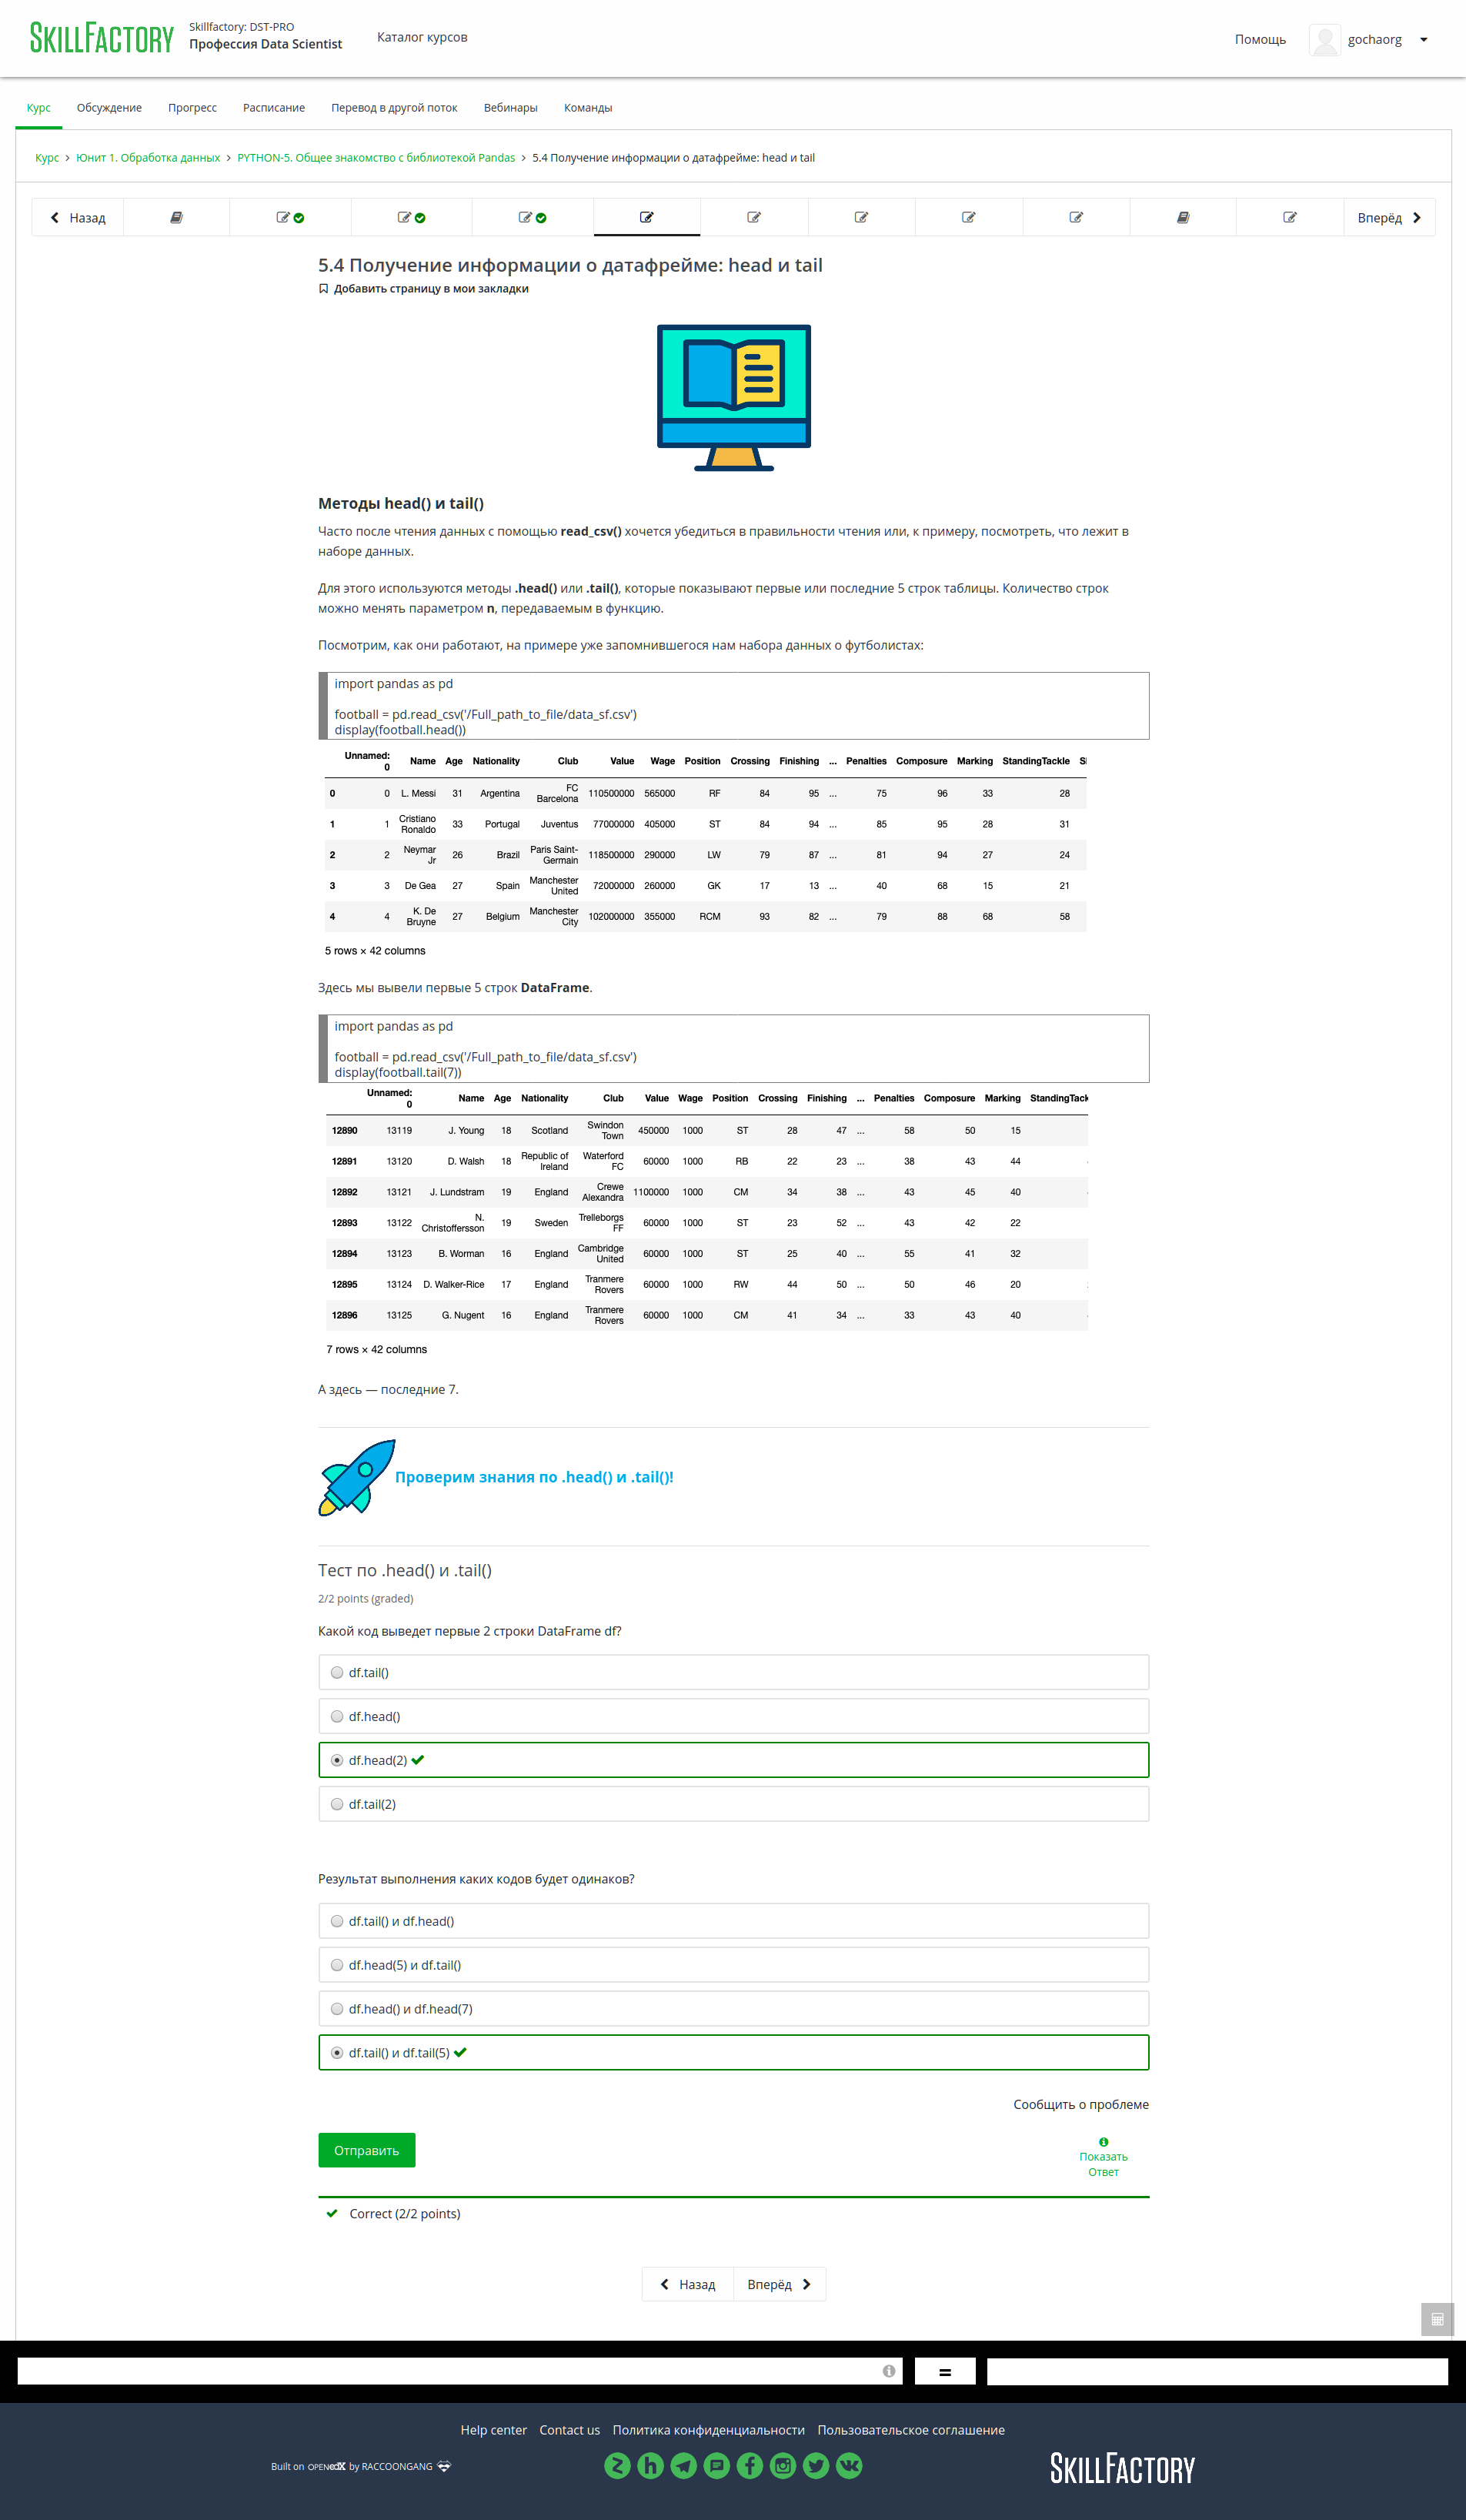 SKILLFACTORY
Skillfactory: DST-PRO
Профессия Data Scientist
Каталог курсов
Помощь
gochaorg
Курс Обсуждение Прогресс Расписание Перевод в другой поток Вебинары Команды
Курс > Юнит 1. Обработка данных > PYTHON-5. Общее знакомство с библиотекой Pandas > 5.4 Получение информации о датафрейме: head и tail
Назад
Вперёд
5.4 Получение информации о датафрейме: head и tail
Добавить страницу в мои закладки
Методы head() и tail()
Часто после чтения данных с помощью read_csv() хочется убедиться в правильности чтения или, к примеру, посмотреть, что лежит в
наборе данных.
Для этого используются методы .head() или .tail(), которые показывают первые или последние 5 строк таблицы. Количество строк
можно менять параметром n, передаваемым в функцию.
Посмотрим, как они работают, на примере уже запомнившегося нам набора данных о футболистах:
import pandas as pd
football = pd.read_csv('/Full_path_to_file/data_sf.csv')
display(football.head())
Unnamed: 0 Name Age Nationality Club Value Wage Position Crossing Finishing ... Penalties Composure Marking StandingTackle
0 0 L. Messi 31 Argentina FC Barcelona 110500000 565000 RF 84 95 ... 75 96 33 28
1 1 Cristiano Ronaldo 33 Portugal Juventus 77000000 405000 ST 84 94 ... 85 95 28 31
2 2 Neymar Jr 26 Brazil Paris Saint-Germain 118500000 290000 LW 79 87 ... 81 94 27 24
3 3 De Gea 27 Spain Manchester United 72000000 260000 GK 17 13 ... 40 68 15 21
4 4 K. De Bruyne 27 Belgium Manchester City 102000000 355000 RCM 93 82 ... 79 88 68 58
5 rows × 42 columns
Здесь мы вывели первые 5 строк DataFrame.
import pandas as pd
football = pd.read_csv('/Full_path_to_file/data_sf.csv')
display(football.tail(7))
Unnamed: 0 Name Age Nationality Club Value Wage Position Crossing Finishing ... Penalties Composure Marking StandingTack
12890 13119 J. Young 18 Scotland Swindon Town 450000 1000 ST 28 47 ... 58 50 15
12891 13120 D. Walsh 18 Republic of Ireland Waterford FC 60000 1000 RB 22 23 ... 38 43 44
12892 13121 J. Lundstram 19 England Crewe Alexandra 1100000 1000 CM 34 38 ... 43 45 40
12893 13122 N. Christoffersson 19 Sweden Trelleborgs FF 60000 1000 ST 23 52 ... 43 42 22
12894 13123 B. Worman 16 England Cambridge United 60000 1000 ST 25 40 ... 55 41 32
12895 13124 D. Walker-Rice 17 England Tranmere Rovers 60000 1000 RW 44 50 ... 50 46 20
12896 13125 G. Nugent 16 England Tranmere Rovers 60000 1000 CM 41 34 ... 33 43 40
7 rows × 42 columns
А здесь — последние 7.
Проверим знания по .head() и .tail()!
Тест по .head() и .tail()
2/2 points (graded)
Какой код выведет первые 2 строки DataFrame df?
df.tail()
df.head()
df.head(2)
df.tail(2)
Результат выполнения каких кодов будет одинаков?
df.tail() и df.head()
df.head(5) и df.tail()
df.head() и df.head(7)
df.tail() и df.tail(5)
Сообщить о проблеме
Отправить
Показать
Ответ
Correct (2/2 points)
Назад
Вперёд
=
Help center Contact us Политика конфиденциальности Пользовательское соглашение
Built on OPENedX by RACCOONGANG
SKILLFACTORY